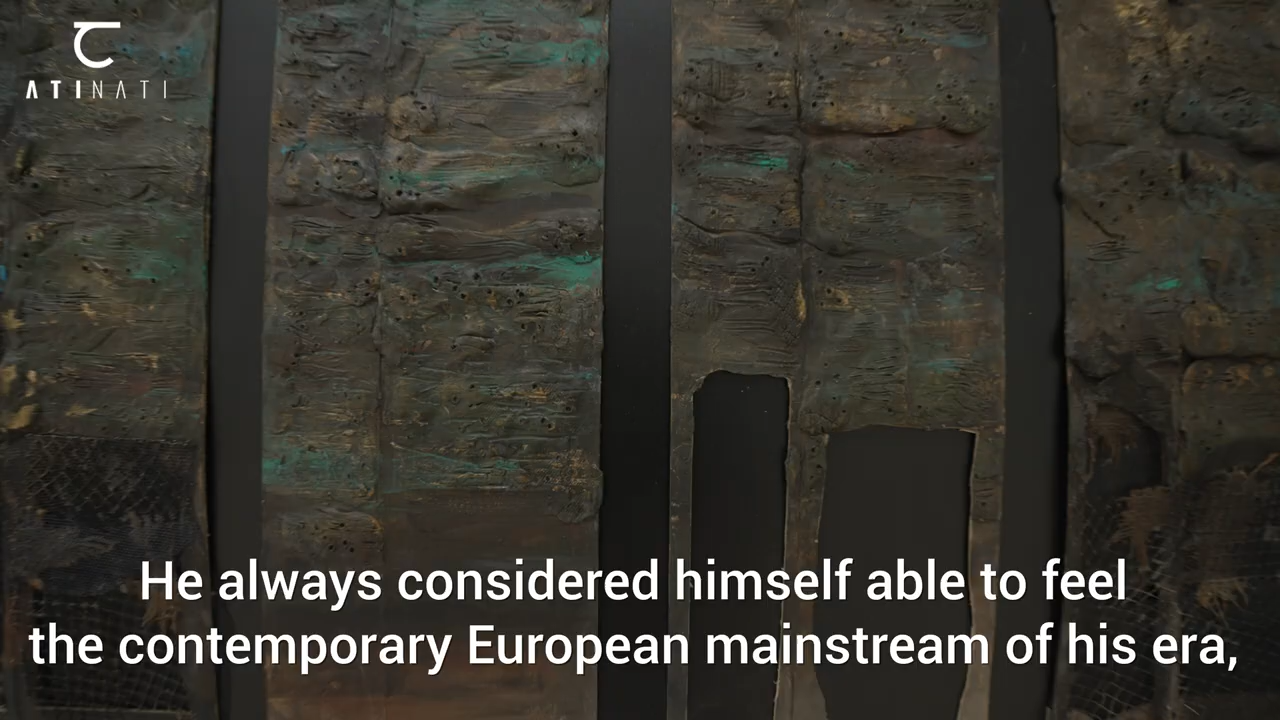 ATINATI
He always considered himself able to feel
the contemporary European mainstream of his era,